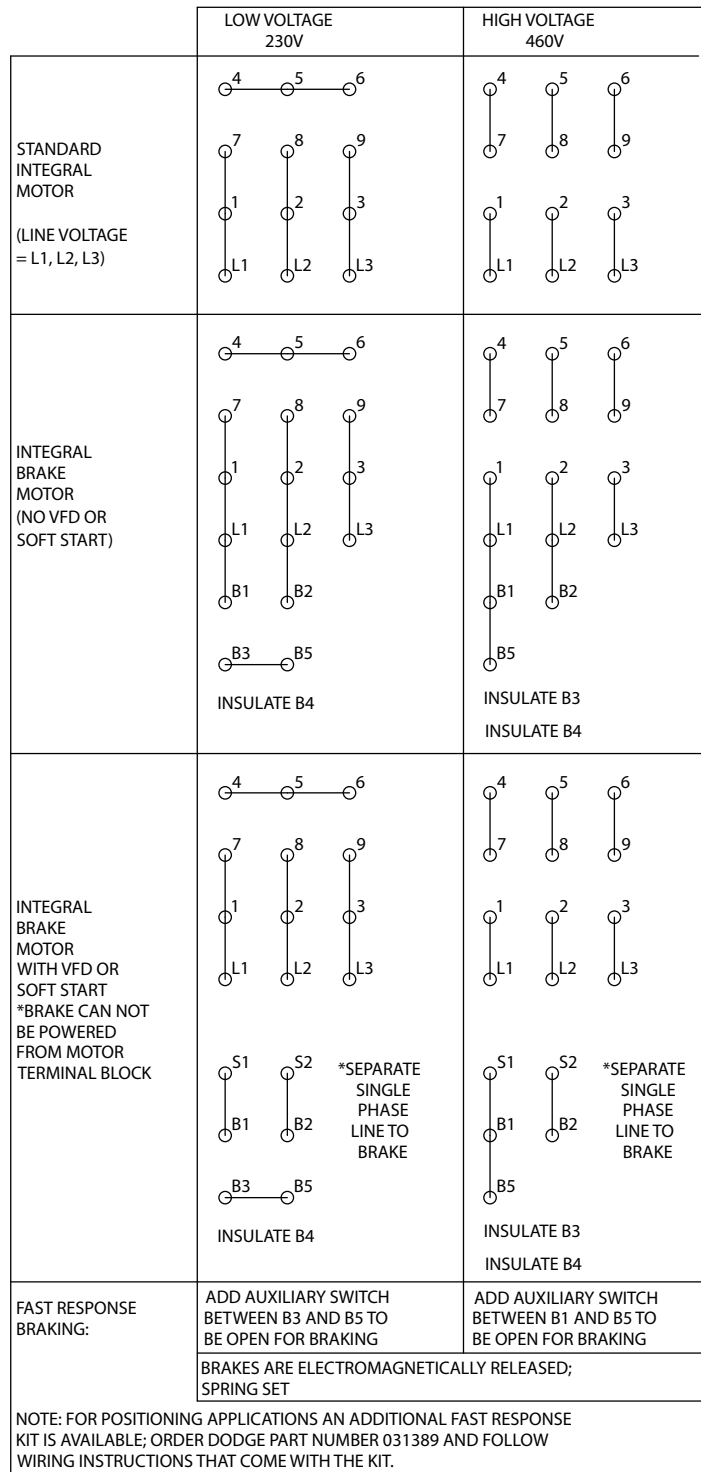 LOW VOLTAGE
230V
HIGH VOLTAGE
460V
STANDARD
INTEGRAL
MOTOR
(LINE VOLTAGE
= L1, L2, L3)
4 5 6
7 8 9
1 2 3
L1 L2 L3
4 5 6
7 8 9
1 2 3
L1 L2 L3
INTEGRAL
BRAKE
MOTOR
(NO VFD OR
SOFT START)
4 5 6
7 8 9
1 2 3
L1 L2 L3
B1 B2
B3 B5
INSULATE B4
4 5 6
7 8 9
1 2 3
L1 L2 L3
B1 B2
B5
INSULATE B3
INSULATE B4
INTEGRAL
BRAKE
MOTOR
WITH VFD OR
SOFT START
*BRAKE CAN NOT
BE POWERED
FROM MOTOR
TERMINAL BLOCK
4 5 6
7 8 9
1 2 3
L1 L2 L3
S1 S2
B1 B2
*SEPARATE
SINGLE
PHASE
LINE TO
BRAKE
B3 B5
INSULATE B4
4 5 6
7 8 9
1 2 3
L1 L2 L3
S1 S2
B1 B2
*SEPARATE
SINGLE
PHASE
LINE TO
BRAKE
B5
INSULATE B3
INSULATE B4
FAST RESPONSE
BRAKING:
ADD AUXILIARY SWITCH
BETWEEN B3 AND B5 TO
BE OPEN FOR BRAKING
ADD AUXILIARY SWITCH
BETWEEN B1 AND B5 TO
BE OPEN FOR BRAKING
BRAKES ARE ELECTROMAGNETICALLY RELEASED;
SPRING SET
NOTE: FOR POSITIONING APPLICATIONS AN ADDITIONAL FAST RESPONSE
KIT IS AVAILABLE; ORDER DODGE PART NUMBER 031389 AND FOLLOW
WIRING INSTRUCTIONS THAT COME WITH THE KIT.